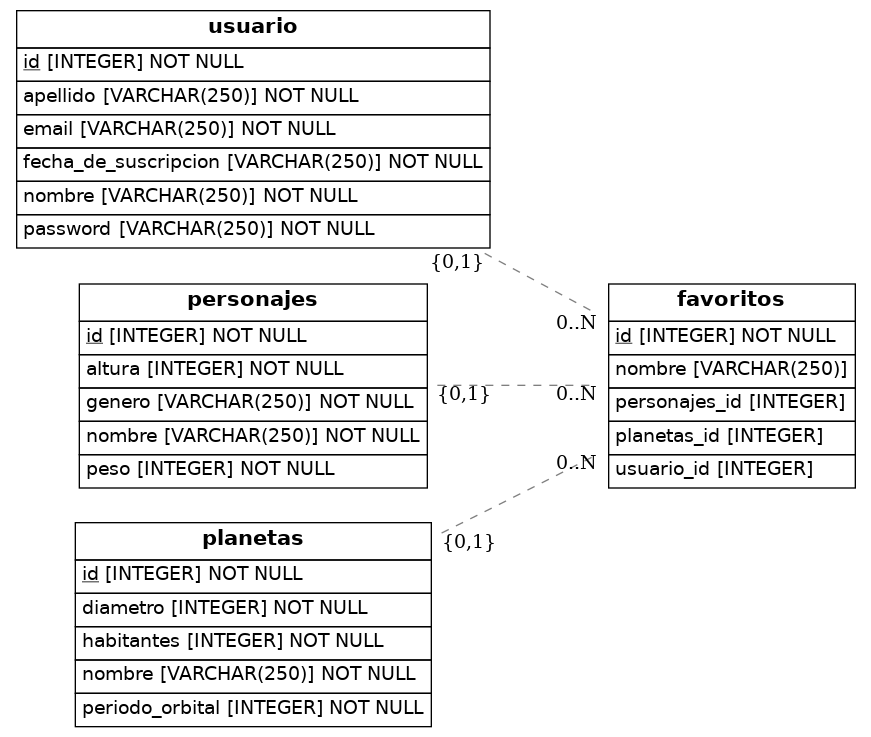 usuario
id [INTEGER] NOT NULL
apellido [VARCHAR(250)] NOT NULL
email [VARCHAR(250)] NOT NULL
fecha_de_suscripcion [VARCHAR(250)] NOT NULL
nombre [VARCHAR(250)] NOT NULL
password [VARCHAR(250)] NOT NULL
{0,1}
0..N
personajes
id [INTEGER] NOT NULL
altura [INTEGER] NOT NULL
genero [VARCHAR(250)] NOT NULL
nombre [VARCHAR(250)] NOT NULL
peso [INTEGER] NOT NULL
{0,1}
0..N
favoritos
id [INTEGER] NOT NULL
nombre [VARCHAR(250)]
personajes_id [INTEGER]
planetas_id [INTEGER]
usuario_id [INTEGER]
0..N
{0,1}
planetas
id [INTEGER] NOT NULL
diametro [INTEGER] NOT NULL
habitantes [INTEGER] NOT NULL
nombre [VARCHAR(250)] NOT NULL
periodo_orbital [INTEGER] NOT NULL